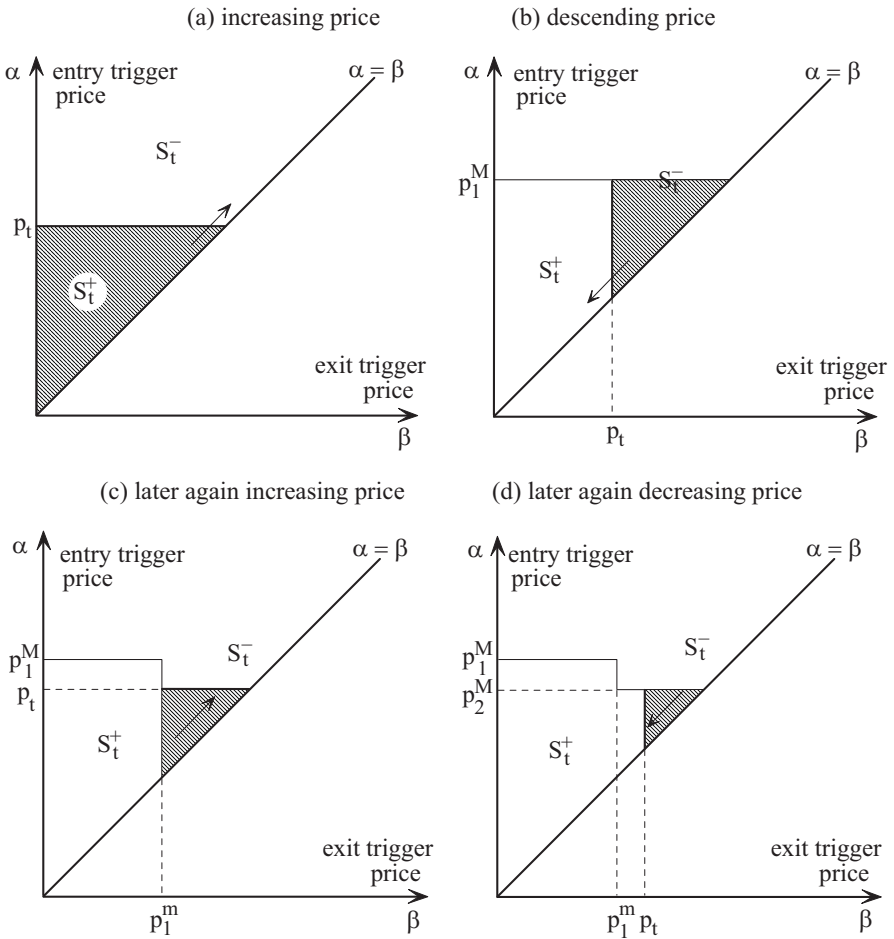 (a) increasing price
α
entry trigger
price
α = β
S_t^-
p_t
S_t^+
exit trigger
price
β
(b) descending price
α
entry trigger
price
α = β
p_1^M
S_t^-
S_t^+
exit trigger
price
p_t
β
(c) later again increasing price
α
entry trigger
price
α = β
p_1^M
S_t^-
p_t
S_t^+
exit trigger
price
p_1^m
β
(d) later again decreasing price
α
entry trigger
price
α = β
p_1^M
S_t^-
p_2^M
S_t^+
exit trigger
price
p_1^m p_t
β